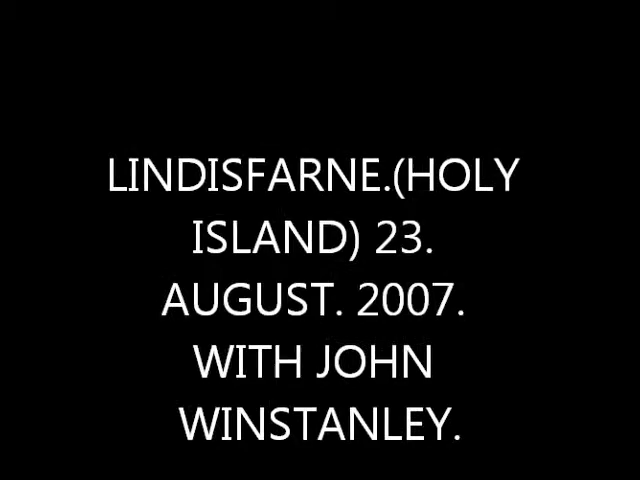 LINDISFARNE.(HOLY
ISLAND) 23.
AUGUST. 2007.
WITH JOHN
WINSTANLEY.